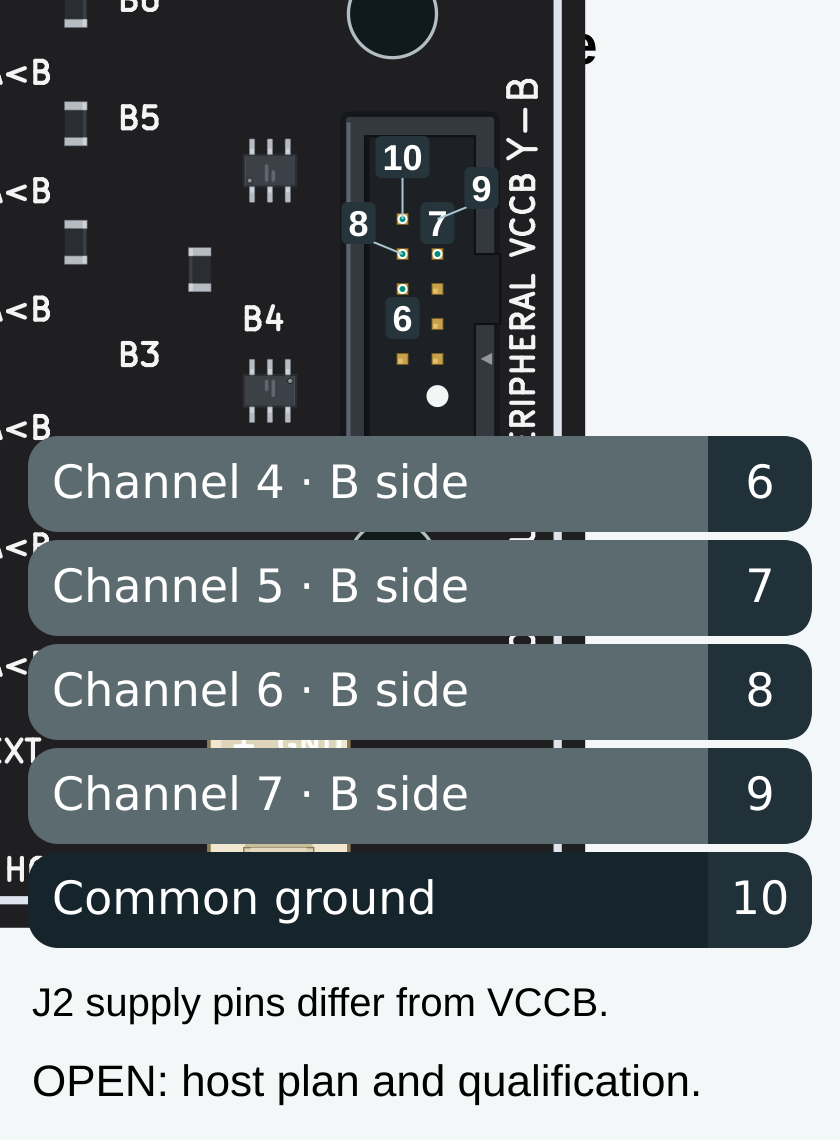 B5
10
9
8
7
6
B4
B3
VCCB Y-B
Channel 4 · B side 6
Channel 5 · B side 7
Channel 6 · B side 8
Channel 7 · B side 9
Common ground 10
J2 supply pins differ from VCCB.
OPEN: host plan and qualification.